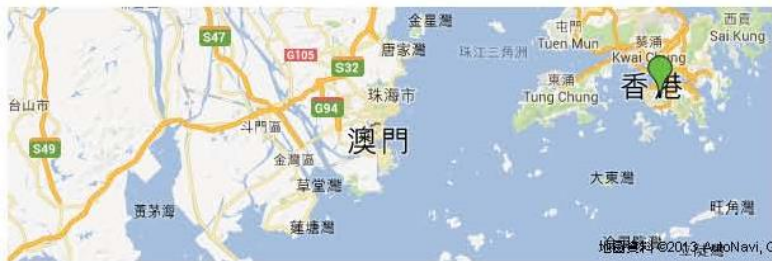 金星灣
屯門
Tuen Mun
西貢
Sai Kung
葵涌
Kwai Chung
S47
G105
唐家灣
珠江三角洲
S32
東涌
Tung Chung
香港
台山市
G94
珠海市
斗門區
澳門
S49
金灣區
草堂灣
大東灣
黃茅海
蓮塘灣
旺角灣
地圖資料 ©2013 AutoNavi, G